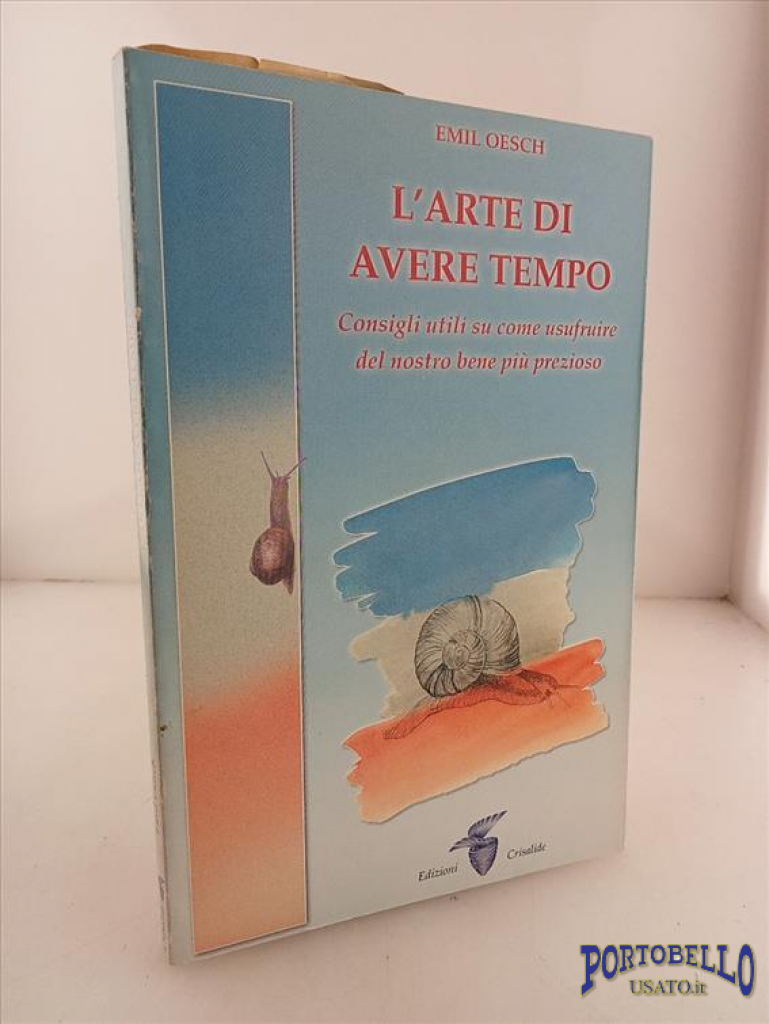 EMIL OESCH
L'ARTE DI
AVERE TEMPO
Consigli utili su come usufruire
del nostro bene più prezioso
Edizioni Crisalide
PORTOBELLO
USATO.it